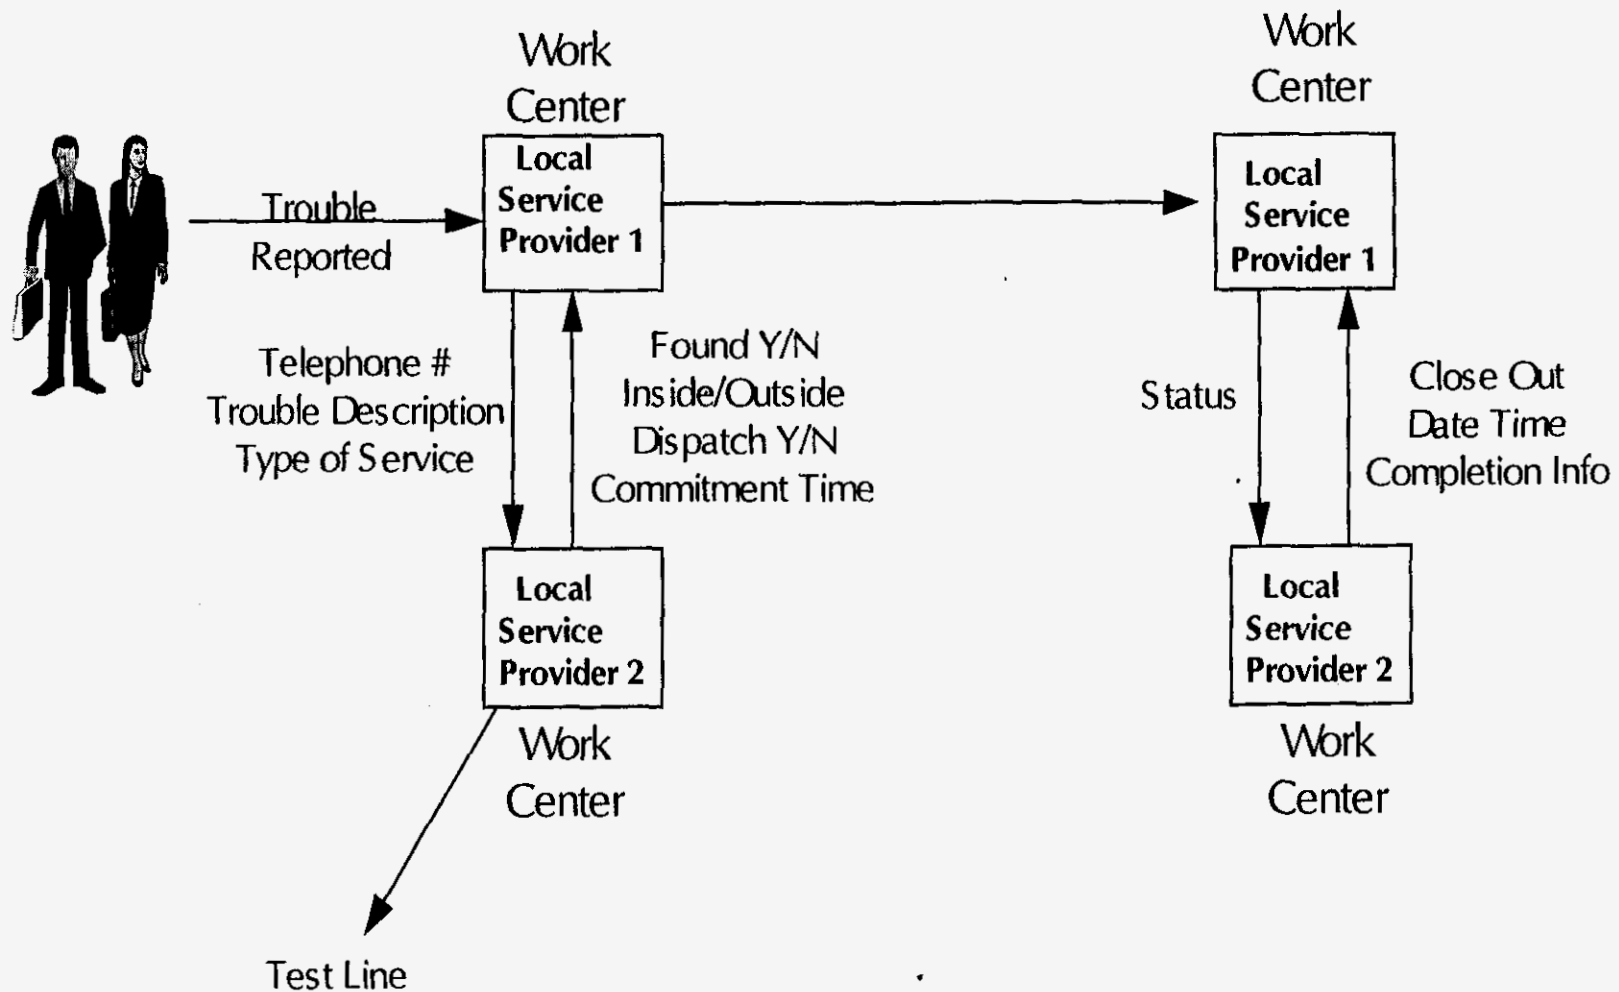 Work
Center
Local
Service
Provider 1
Trouble
Reported
Telephone #
Trouble Description
Type of Service
Found Y/N
Inside/Outside
Dispatch Y/N
Commitment Time
Local
Service
Provider 2
Work
Center
Test Line
Work
Center
Local
Service
Provider 1
Status
Close Out
Date Time
Completion Info
Local
Service
Provider 2
Work
Center